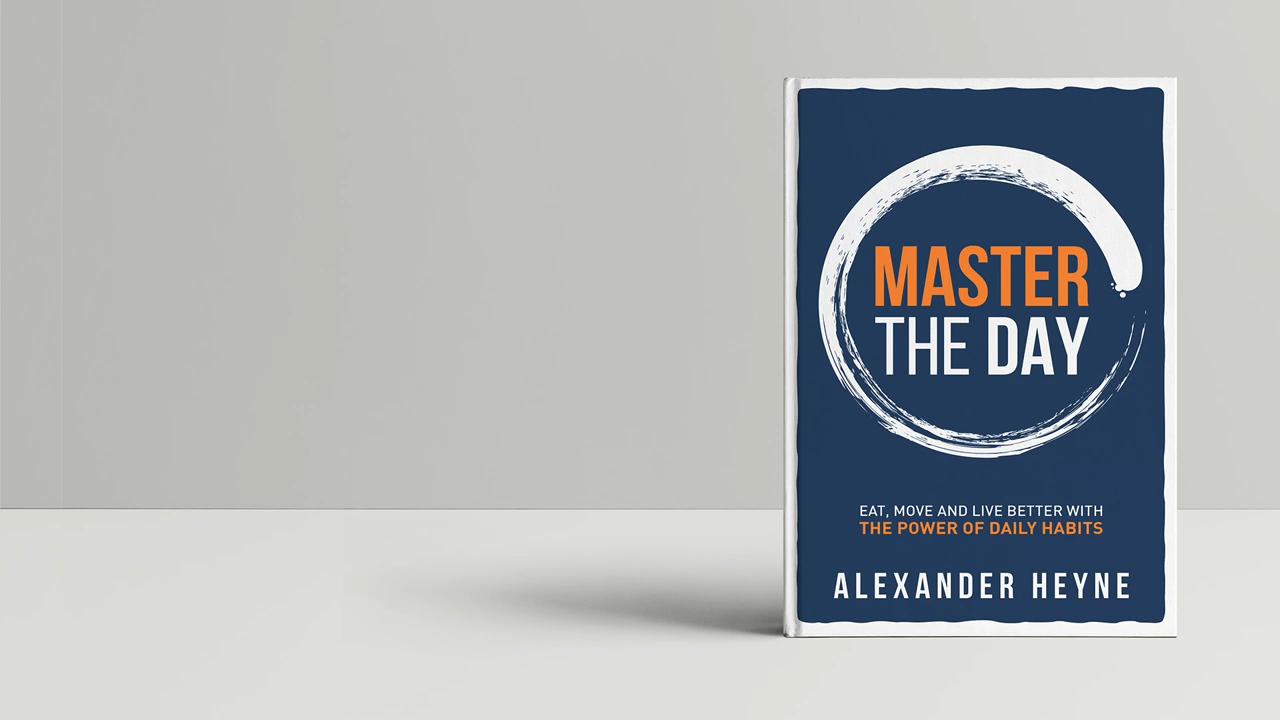 MASTER
THE DAY
EAT, MOVE AND LIVE BETTER WITH
THE POWER OF DAILY HABITS
ALEXANDER HEYNE